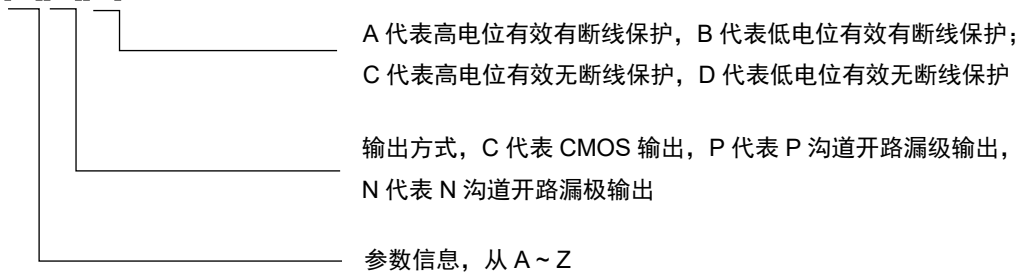 A 代表高电位有效有断线保护，B 代表低电位有效有断线保护；
C 代表高电位有效无断线保护，D 代表低电位有效无断线保护
输出方式，C 代表 CMOS 输出，P 代表 P 沟道开路漏级输出，
N 代表 N 沟道开路漏极输出
参数信息，从 A ~ Z